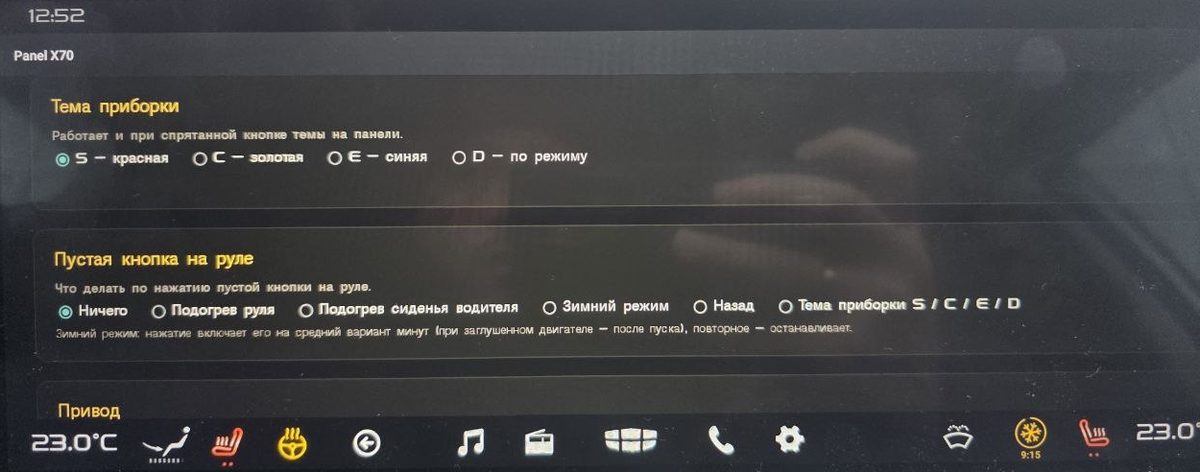 12:52
Panel X70
Тема приборки
Работает и при спрятанной кнопке темы на панели.
S — красная C — золотая E — синяя D — по режиму
Пустая кнопка на руле
Что делать по нажатию пустой кнопки на руле.
Ничего Подогрев руля Подогрев сиденья водителя Зимний режим Назад Тема приборки S / C / E / D
Зимний режим: нажатие включает его на средний вариант минут (при заглушенном двигателе — после пуска), повторное — останавливает.
Привод
23.0°C 9:15 23.0°